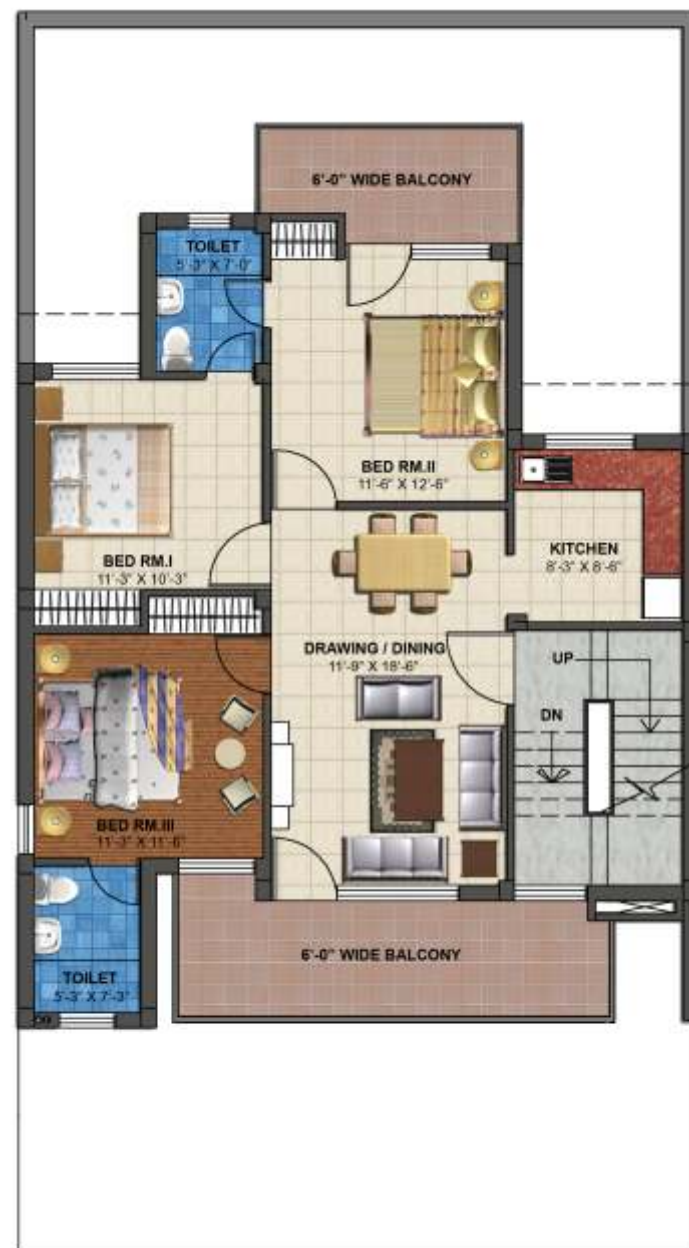 6'-0" WIDE BALCONY
TOILET
5'-3" X 7'-0"
BED RM.II
11'-6" X 12'-6"
BED RM.I
11'-3" X 10'-3"
KITCHEN
8'-3" X 8'-6"
DRAWING / DINING
11'-9" X 18'-6"
UP
DN
BED RM.III
11'-3" X 11'-6"
6'-0" WIDE BALCONY
TOILET
5'-3" X 7'-3"